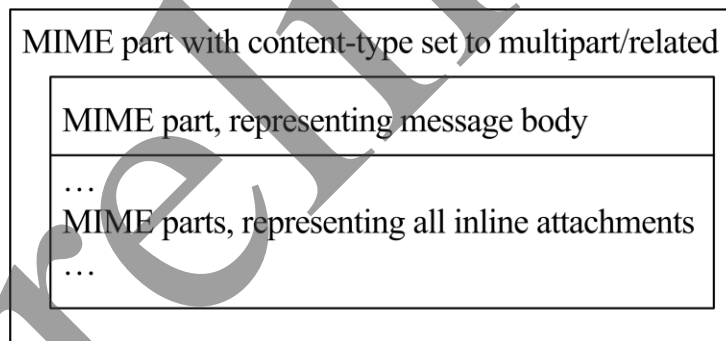 MIME part with content-type set to multipart/related
MIME part, representing message body
…
MIME parts, representing all inline attachments
…